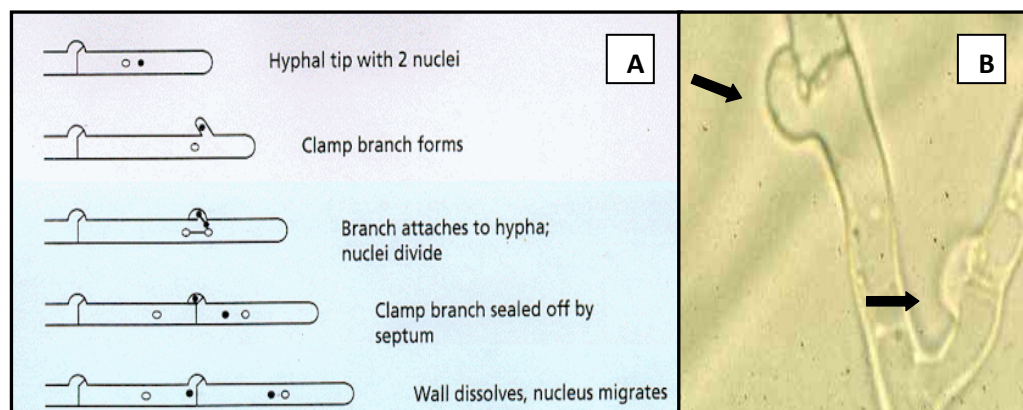 A
Hyphal tip with 2 nuclei
Clamp branch forms
Branch attaches to hypha;
nuclei divide
Clamp branch sealed off by
septum
Wall dissolves, nucleus migrates
B